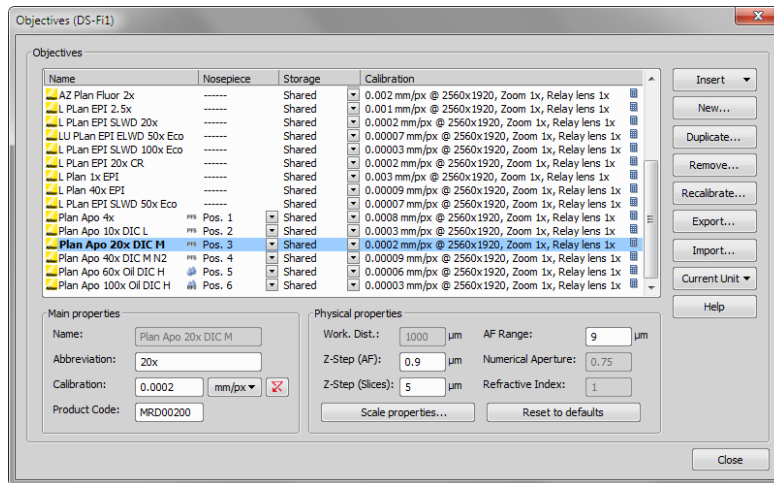 Objectives (DS-Fi1)
Objectives
Name Nosepiece Storage Calibration
AZ Plan Fluor 2x ------ Shared 0.002 mm/px @ 2560x1920, Zoom 1x, Relay lens 1x
L PLan EPI 2.5x ------ Shared 0.001 mm/px @ 2560x1920, Zoom 1x, Relay lens 1x
L PLan EPI SLWD 20x ------ Shared 0.0002 mm/px @ 2560x1920, Zoom 1x, Relay lens 1x
LU PLan EPI ELWD 50x Eco ------ Shared 0.00007 mm/px @ 2560x1920, Zoom 1x, Relay lens 1x
L PLan EPI SLWD 100x Eco ------ Shared 0.00003 mm/px @ 2560x1920, Zoom 1x, Relay lens 1x
L PLan EPI 20x CR ------ Shared 0.0002 mm/px @ 2560x1920, Zoom 1x, Relay lens 1x
L Plan 1x EPI ------ Shared 0.003 mm/px @ 2560x1920, Zoom 1x, Relay lens 1x
L Plan 40x EPI ------ Shared 0.00009 mm/px @ 2560x1920, Zoom 1x, Relay lens 1x
L PLan EPI SLWD 50x Eco ------ Shared 0.00007 mm/px @ 2560x1920, Zoom 1x, Relay lens 1x
Plan Apo 4x PFS Pos. 1 Shared 0.0008 mm/px @ 2560x1920, Zoom 1x, Relay lens 1x
Plan Apo 10x DIC L PFS Pos. 2 Shared 0.0003 mm/px @ 2560x1920, Zoom 1x, Relay lens 1x
Plan Apo 20x DIC M PFS Pos. 3 Shared 0.0002 mm/px @ 2560x1920, Zoom 1x, Relay lens 1x
Plan Apo 40x DIC M N2 PFS Pos. 4 Shared 0.00009 mm/px @ 2560x1920, Zoom 1x, Relay lens 1x
Plan Apo 60x Oil DIC H Pos. 5 Shared 0.00006 mm/px @ 2560x1920, Zoom 1x, Relay lens 1x
Plan Apo 100x Oil DIC H Pos. 6 Shared 0.00003 mm/px @ 2560x1920, Zoom 1x, Relay lens 1x
Insert
New...
Duplicate...
Remove...
Recalibrate...
Export...
Import...
Current Unit
Help
Main properties
Name: Plan Apo 20x DIC M
Abbreviation: 20x
Calibration: 0.0002 mm/px
Product Code: MRD00200
Physical properties
Work. Dist.: 1000 µm AF Range: 9 µm
Z-Step (AF): 0.9 µm Numerical Aperture: 0.75
Z-Step (Slices): 5 µm Refractive Index: 1
Scale properties... Reset to defaults
Close